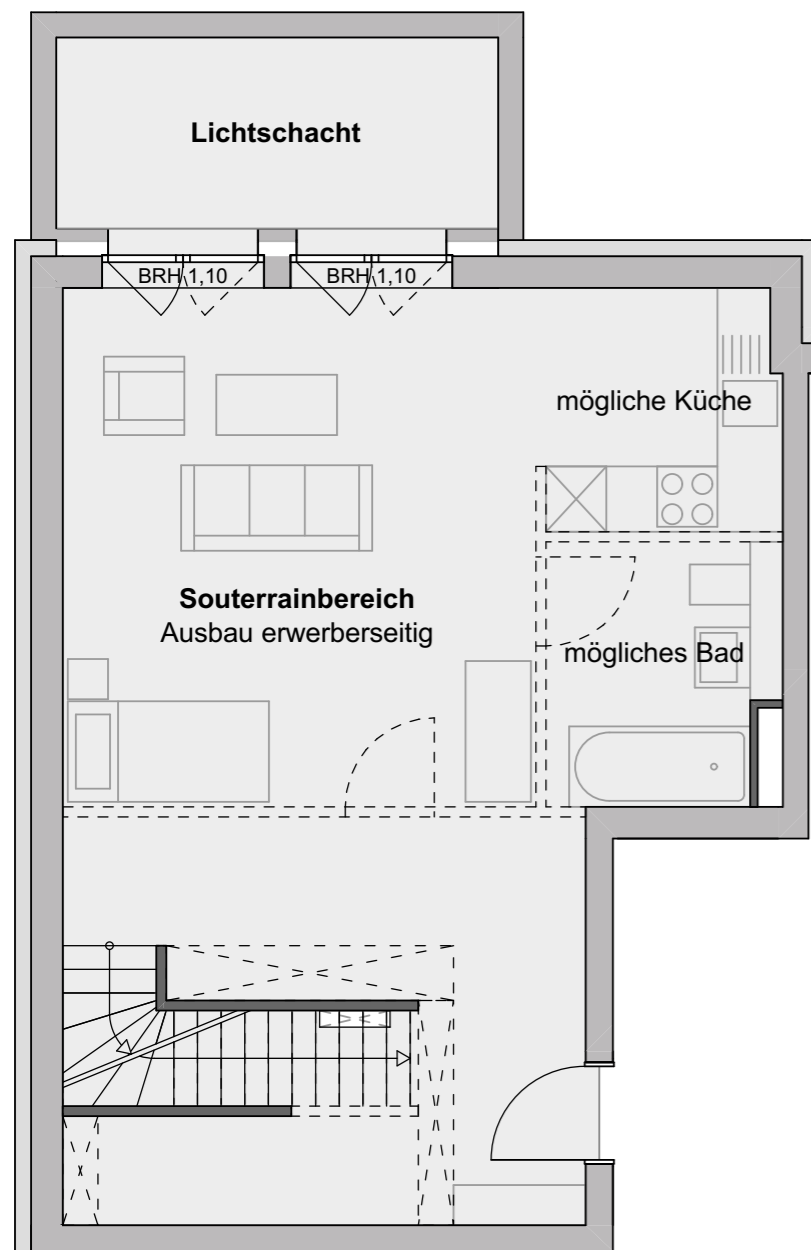 Lichtschacht
BRH 1,10
BRH 1,10
mögliche Küche
Souterrainbereich
Ausbau erwerberseitig
mögliches Bad